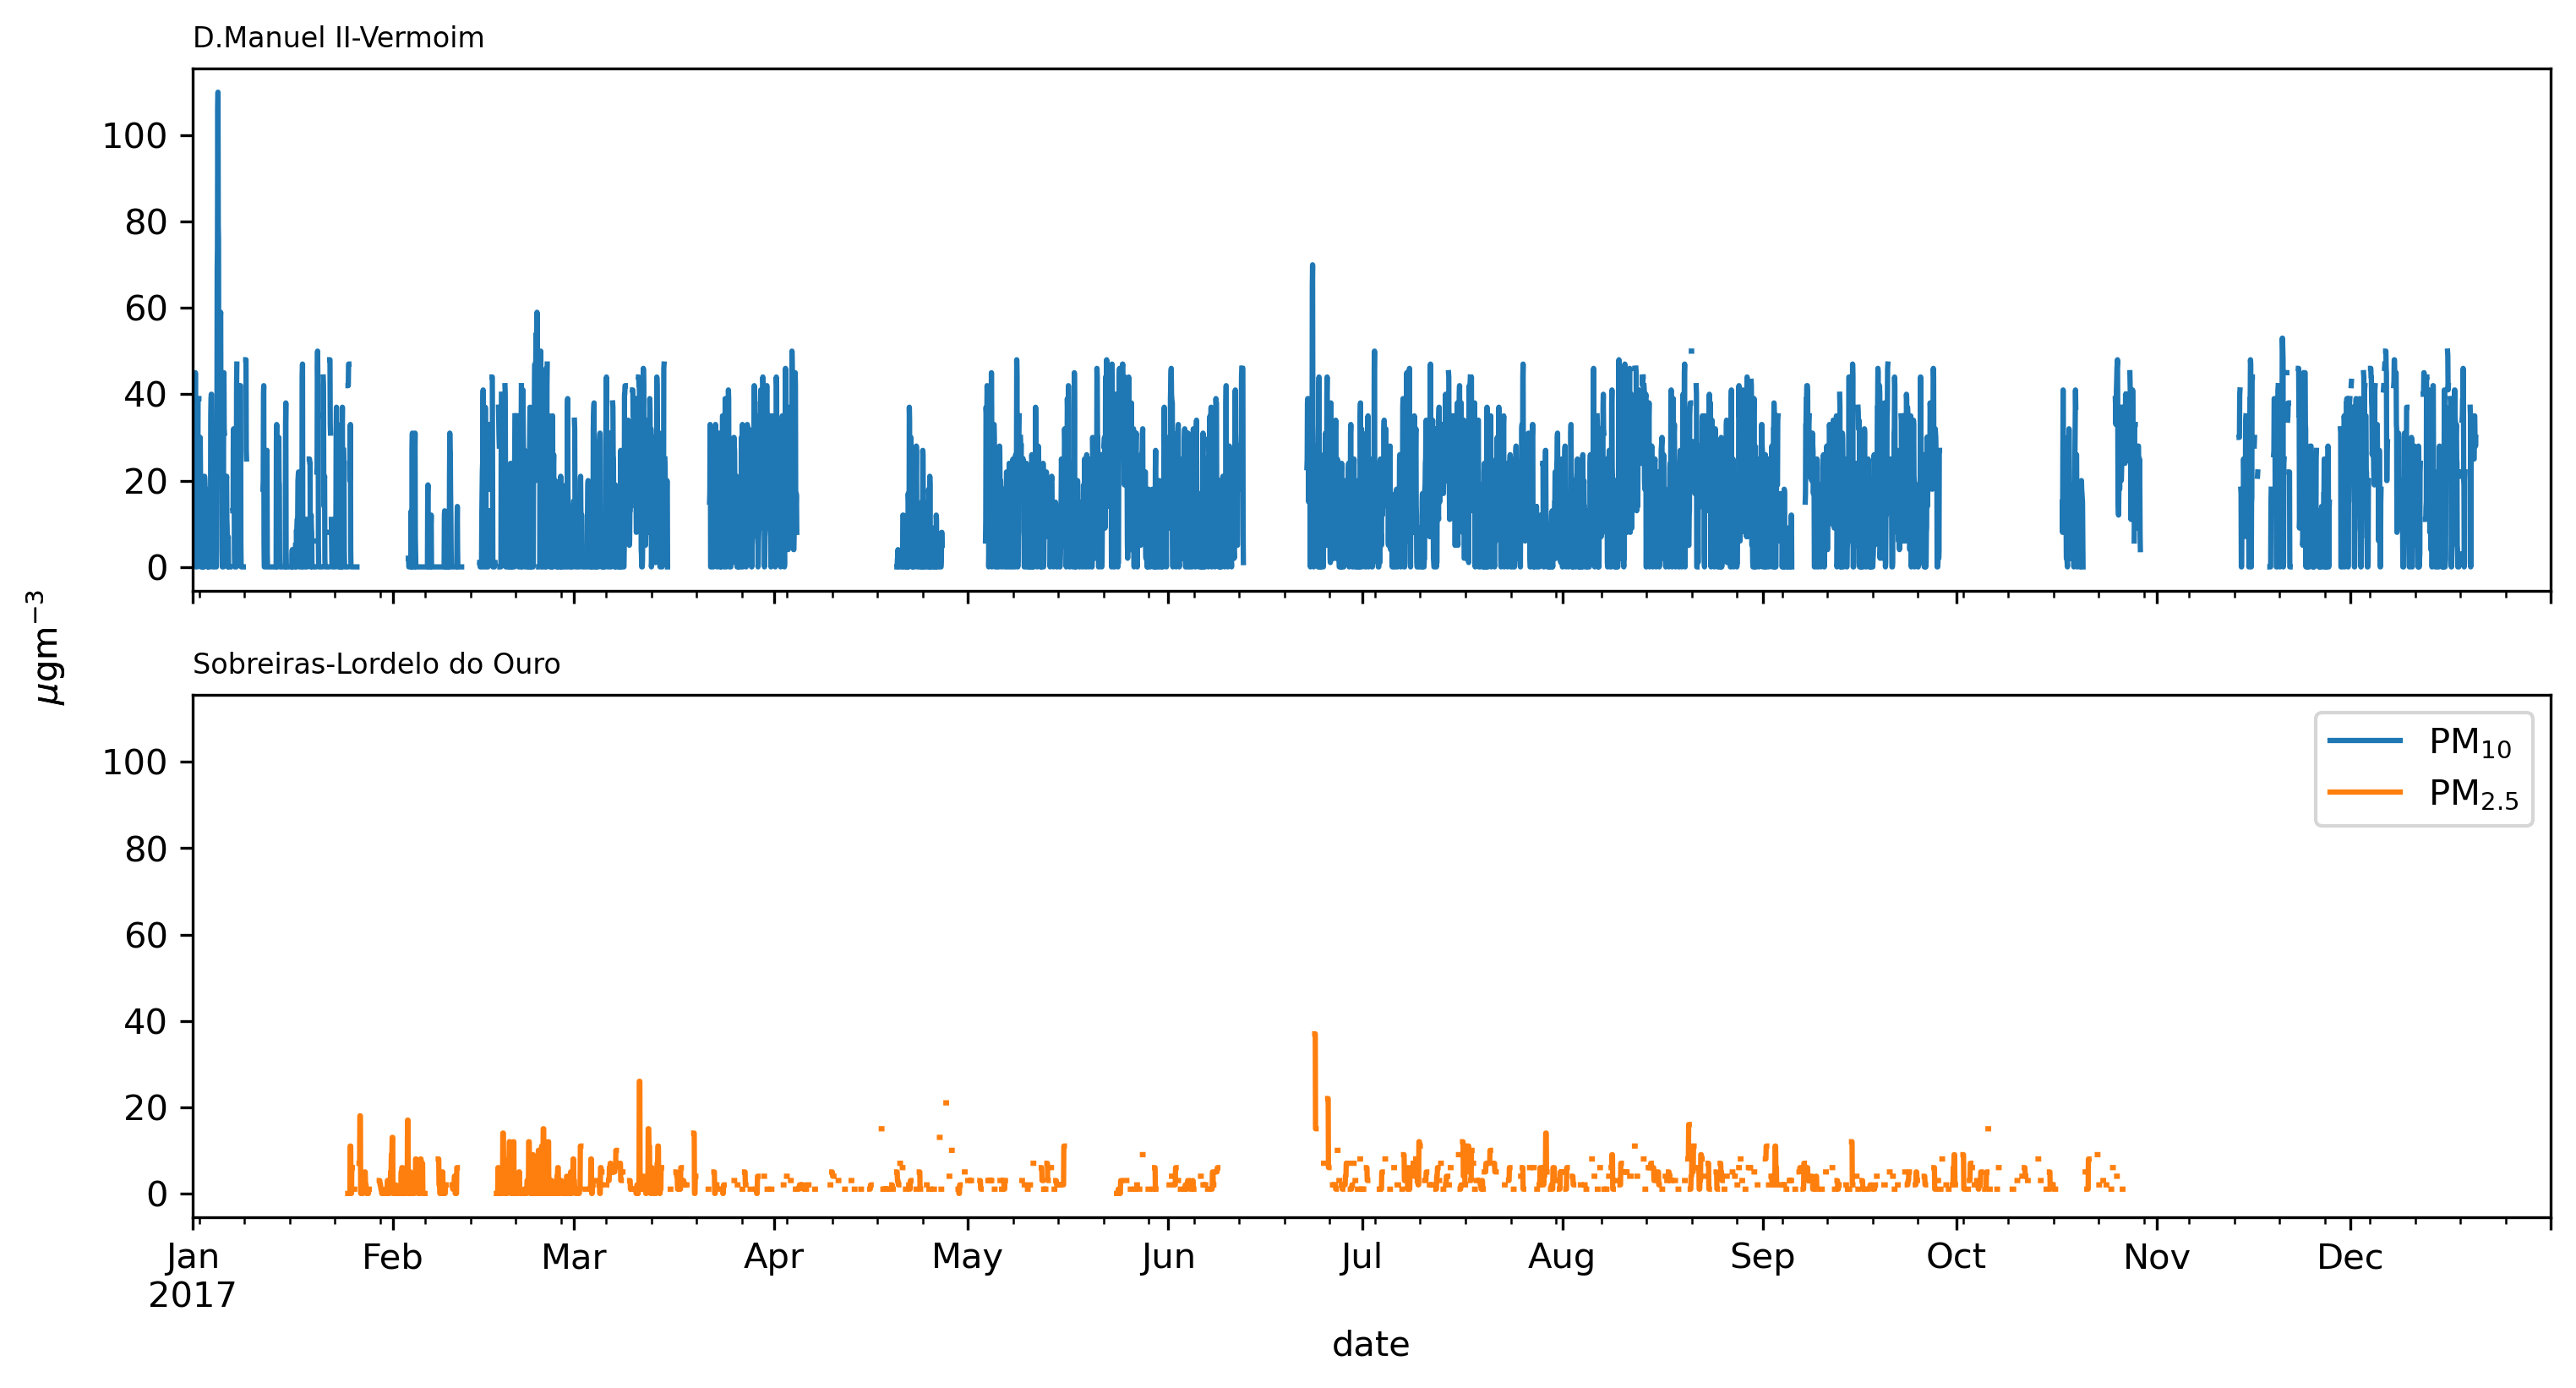 D.Manuel II-Vermoim
100
80
60
40
20
0
μgm⁻³
Sobreiras-Lordelo do Ouro
100
80
60
40
20
0
PM₁₀
PM₂.₅
Jan Feb Mar Apr May Jun Jul Aug Sep Oct Nov Dec
2017
date